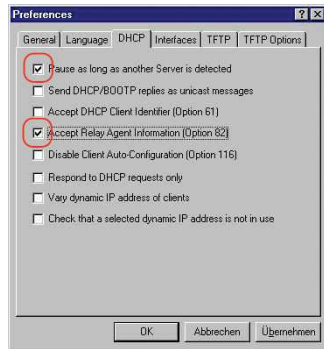 Preferences
General Language DHCP Interfaces TFTP TFTP Options
Pause as long as another Server is detected
Send DHCP/BOOTP replies as unicast messages
Accept DHCP Client Identifier (Option 61)
Accept Relay Agent Information (Option 82)
Disable Client Auto-Configuration (Option 116)
Respond to DHCP requests only
Vary dynamic IP address of clients
Check that a selected dynamic IP address is not in use
OK Abbrechen Übernehmen